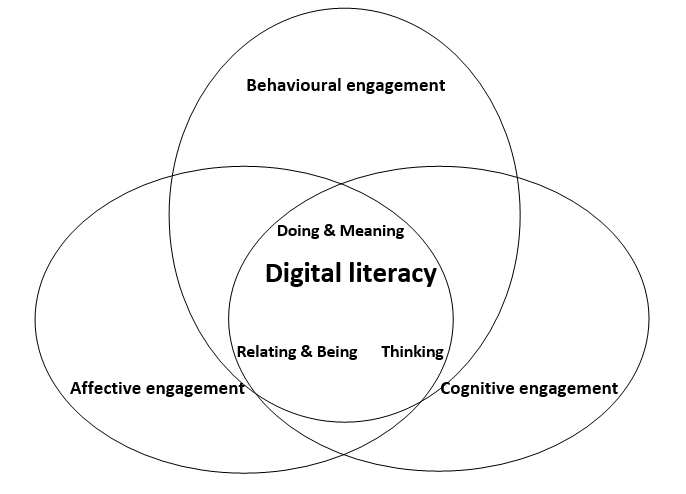 Behavioural engagement
Doing & Meaning
Digital literacy
Relating & Being
Thinking
Affective engagement
Cognitive engagement